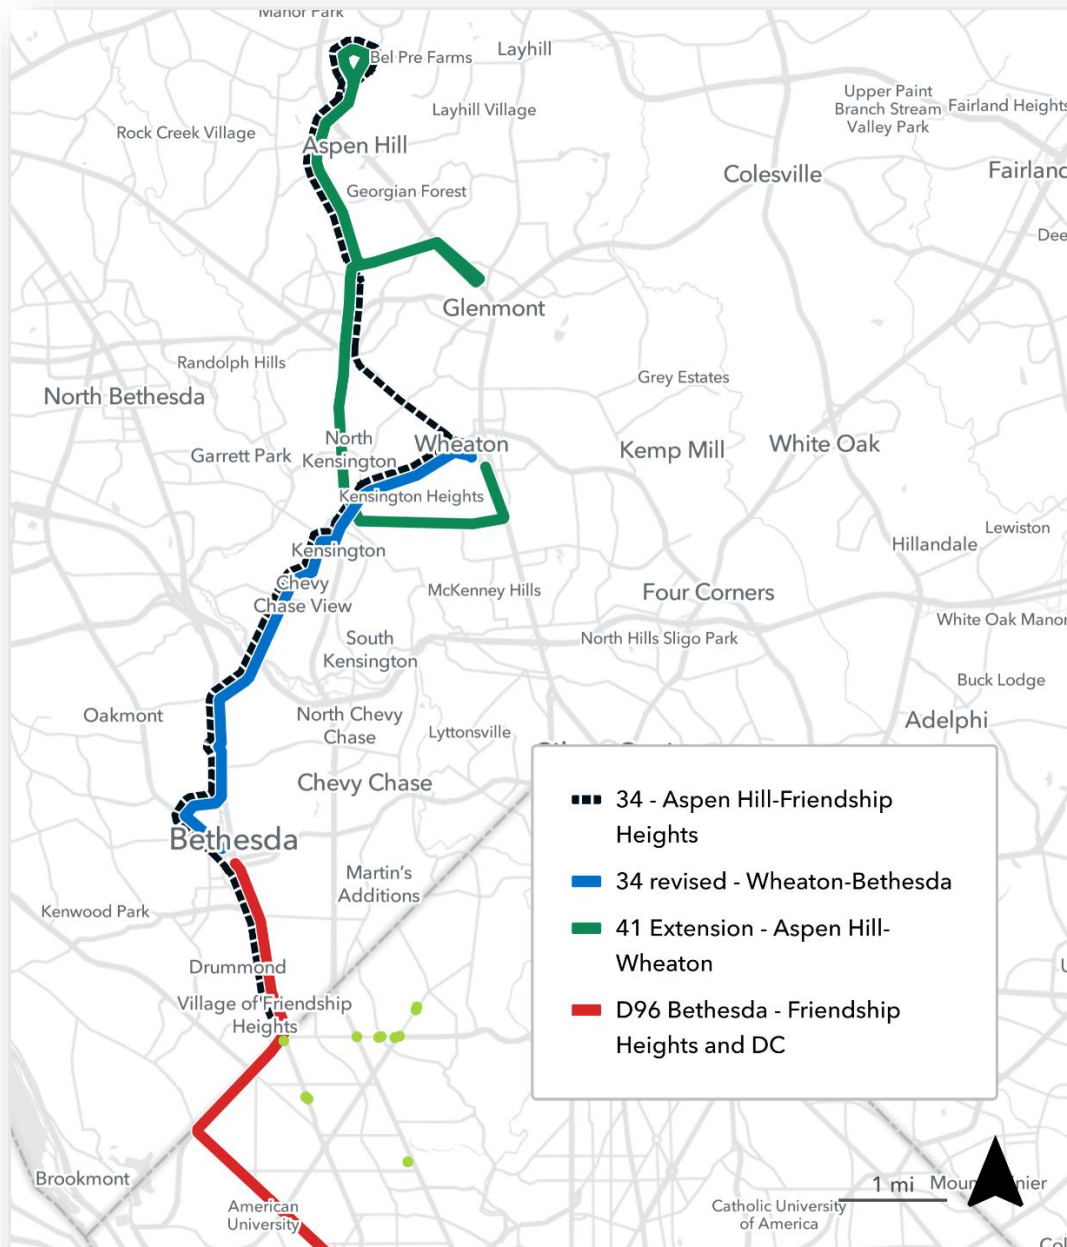 Manor Park
Bel Pre Farms
Layhill
Layhill Village
Upper Paint
Branch Stream
Valley Park
Fairland Heights
Rock Creek Village
Aspen Hill
Georgian Forest
Colesville
Fairland
Glenmont
Randolph Hills
North Bethesda
Grey Estates
North
Kensington
Wheaton
Garrett Park
Kemp Mill
White Oak
Kensington Heights
Kensington
Lewiston
Hillandale
Chevy
Chase View
McKenney Hills
Four Corners
White Oak Manor
South
Kensington
North Hills Sligo Park
Buck Lodge
Oakmont
North Chevy
Chase
Lyttonsville
Adelphi
Chevy Chase
Bethesda
Martin's
Additions
Kenwood Park
Drummond
Village of Friendship
Heights
34 - Aspen Hill-Friendship
Heights
34 revised - Wheaton-Bethesda
41 Extension - Aspen Hill-
Wheaton
D96 Bethesda - Friendship
Heights and DC
Brookmont
American
University
Catholic University
of America
1 mi